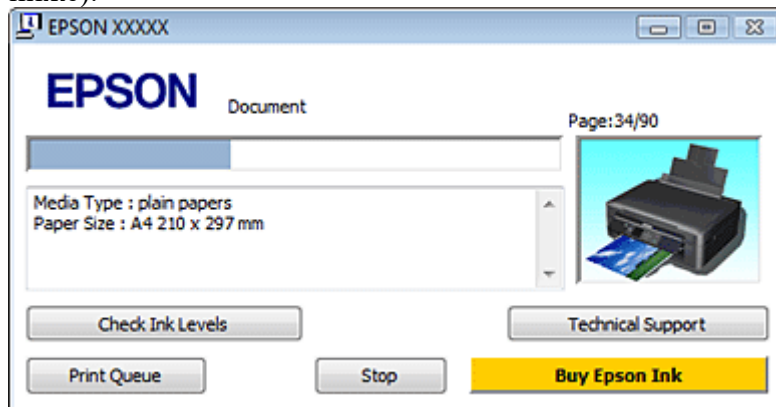 EPSON XXXXX
EPSON
Document
Page:34/90
Media Type : plain papers
Paper Size : A4 210 x 297 mm
Check Ink Levels
Technical Support
Print Queue
Stop
Buy Epson Ink